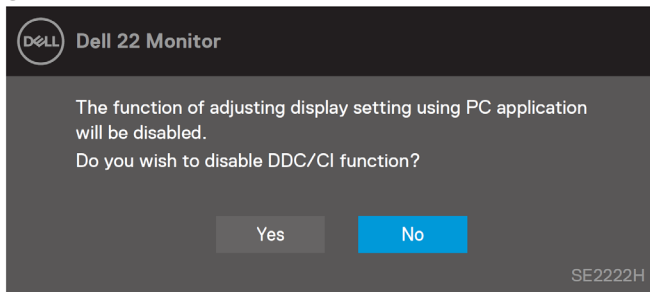 DELL
Dell 22 Monitor
The function of adjusting display setting using PC application
will be disabled.
Do you wish to disable DDC/CI function?
Yes
No
SE2222H